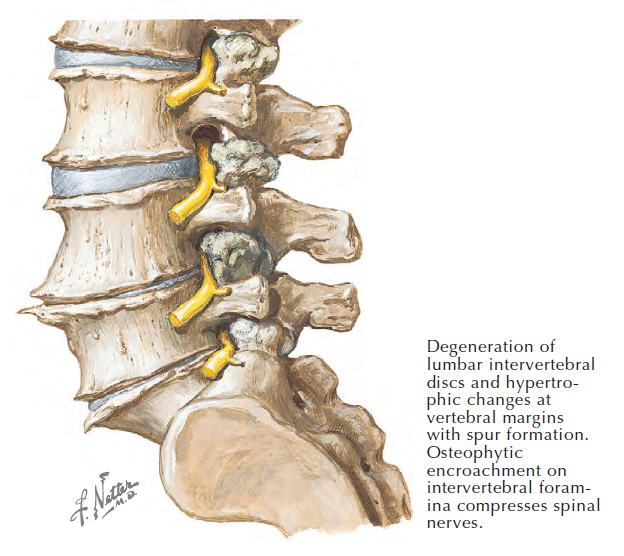 Degeneration of
lumbar intervertebral
discs and hypertro-
phic changes at
vertebral margins
with spur formation.
Osteophytic
encroachment on
intervertebral foram-
ina compresses spinal
nerves.
F. Netter
M.D.